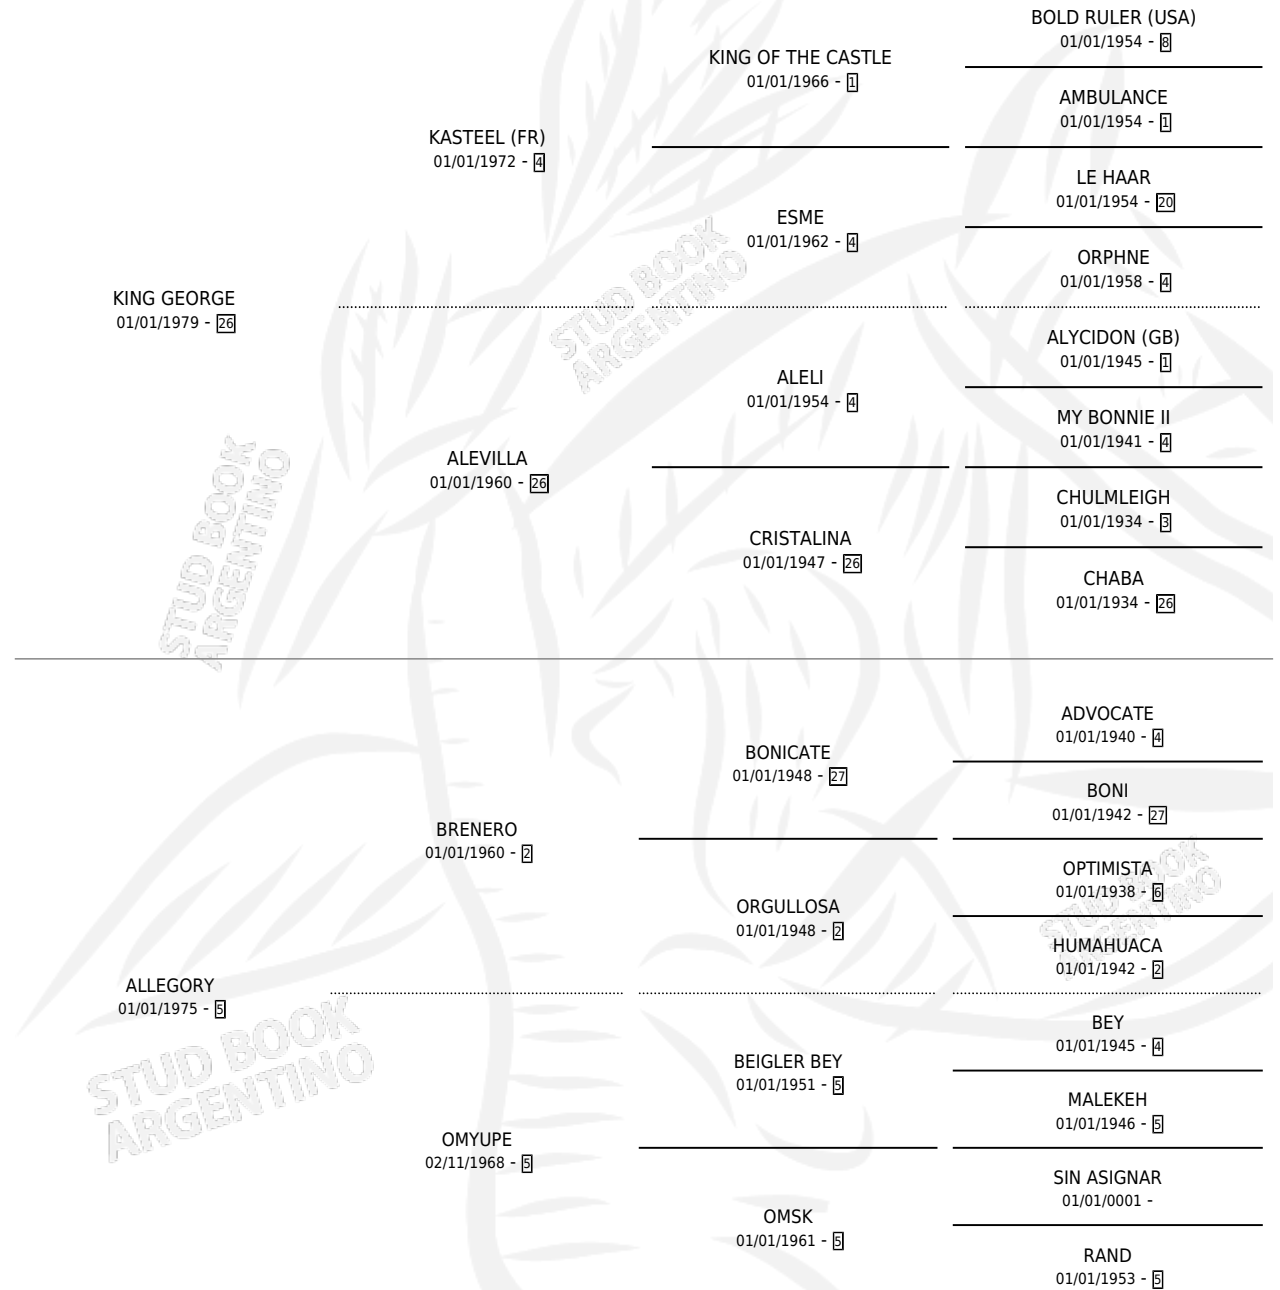 BOLD RULER (USA)
01/01/1954 - 8
KING OF THE CASTLE
01/01/1966 - 1
AMBULANCE
01/01/1954 - 1
KASTEEL (FR)
01/01/1972 - 4
LE HAAR
01/01/1954 - 20
ESME
01/01/1962 - 4
ORPHNE
01/01/1958 - 4
KING GEORGE
01/01/1979 - 26
STUD BOOK
ARGENTINO
ALYCIDON (GB)
01/01/1945 - 1
ALELI
01/01/1954 - 4
MY BONNIE II
01/01/1941 - 4
ALEVILLA
01/01/1960 - 26
CHULMLEIGH
01/01/1934 - 3
CRISTALINA
01/01/1947 - 26
CHABA
01/01/1934 - 26
STUD BOOK
ARGENTINO
ADVOCATE
01/01/1940 - 4
BONICATE
01/01/1948 - 27
BONI
01/01/1942 - 27
BRENERO
01/01/1960 - 2
OPTIMISTA
01/01/1938 - 6
ORGULLOSA
01/01/1948 - 2
STUD BOOK
ARGENTINO
HUMAHUACA
01/01/1942 - 2
ALLEGORY
01/01/1975 - 5
STUD BOOK
ARGENTINO
BEY
01/01/1945 - 4
BEIGLER BEY
01/01/1951 - 5
MALEKEH
01/01/1946 - 5
OMYUPE
02/11/1968 - 5
SIN ASIGNAR
01/01/0001 -
OMSK
01/01/1961 - 5
RAND
01/01/1953 - 5